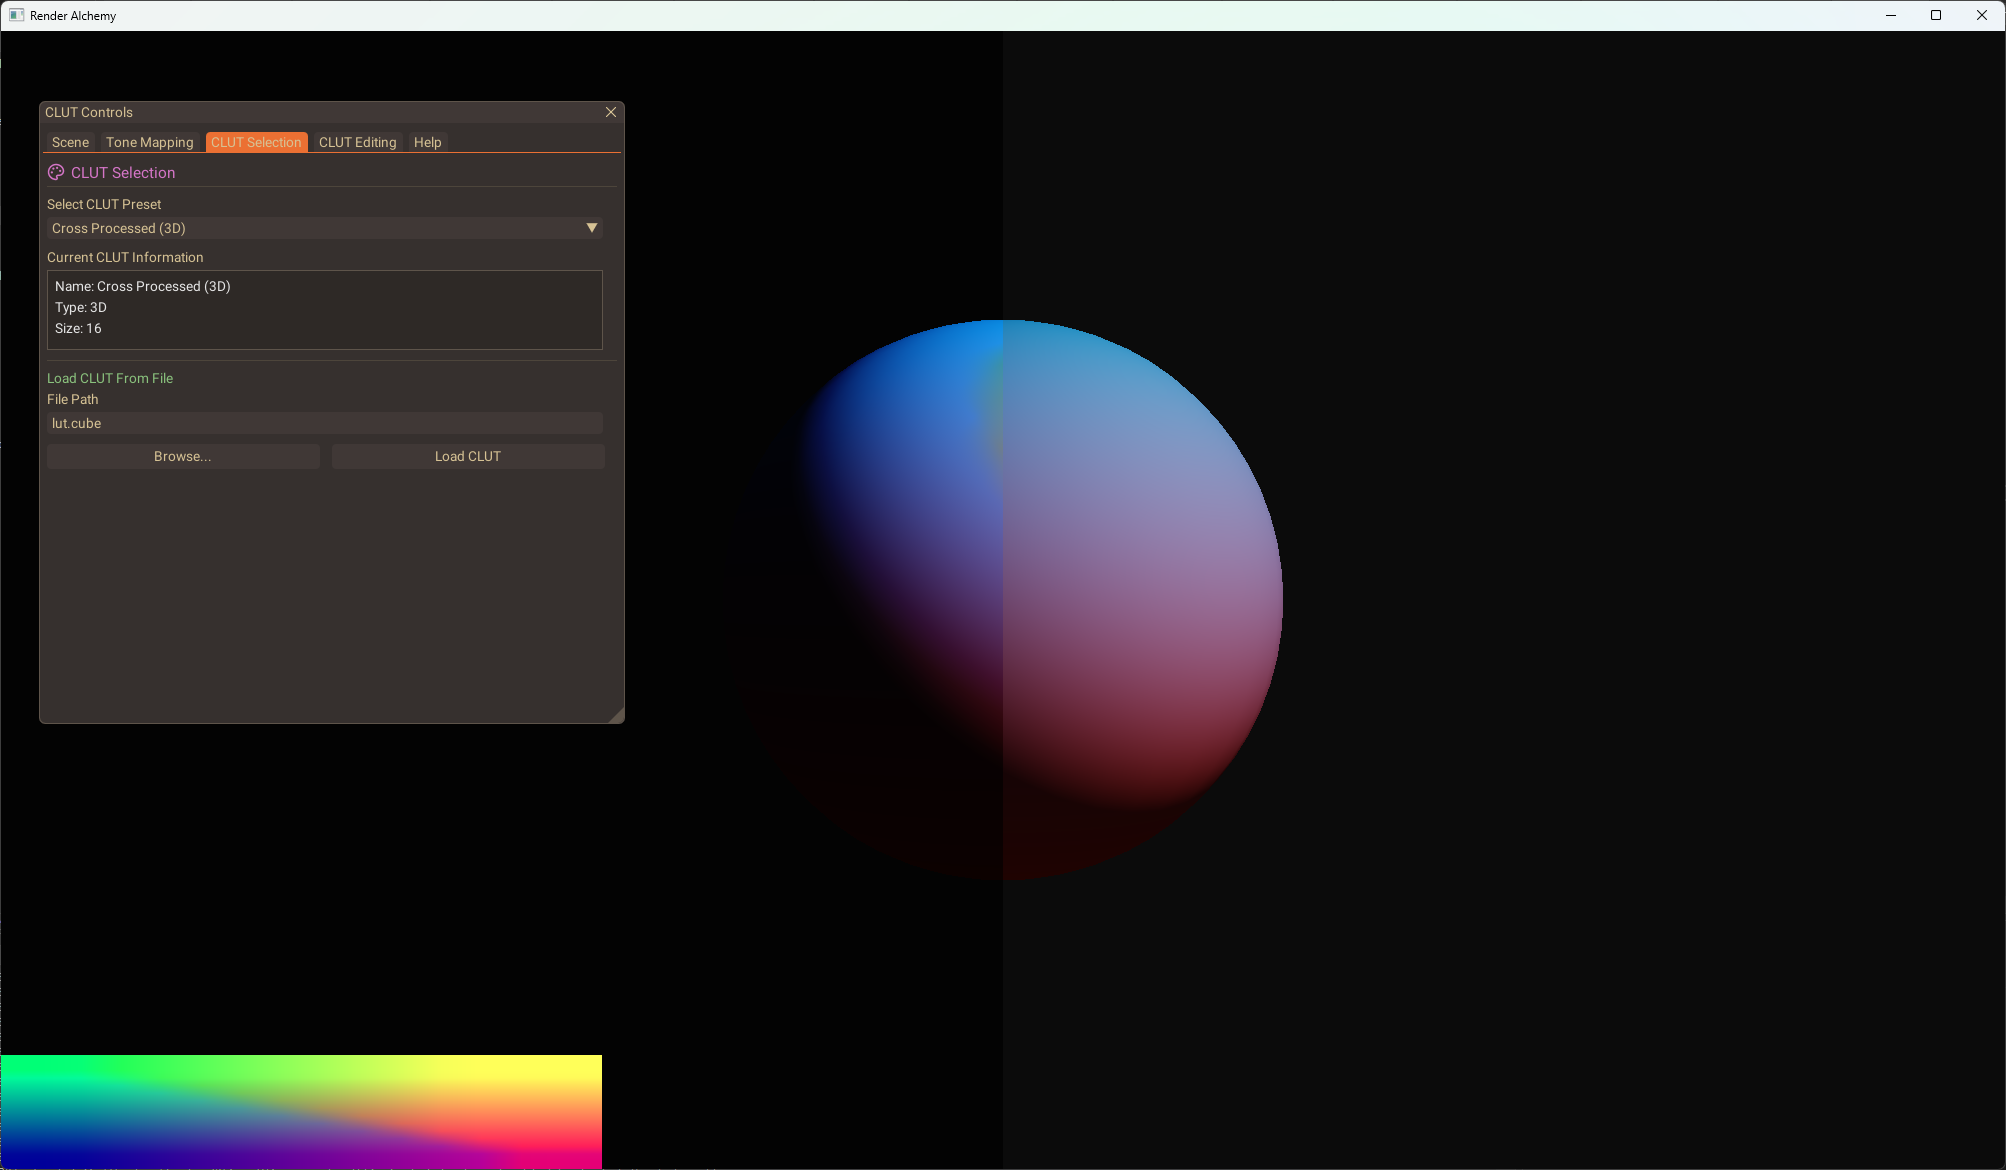 Render Alchemy
CLUT Controls
Scene Tone Mapping CLUT Selection CLUT Editing Help
CLUT Selection
Select CLUT Preset
Cross Processed (3D)
Current CLUT Information
Name: Cross Processed (3D)
Type: 3D
Size: 16
Load CLUT From File
File Path
lut.cube
Browse... Load CLUT